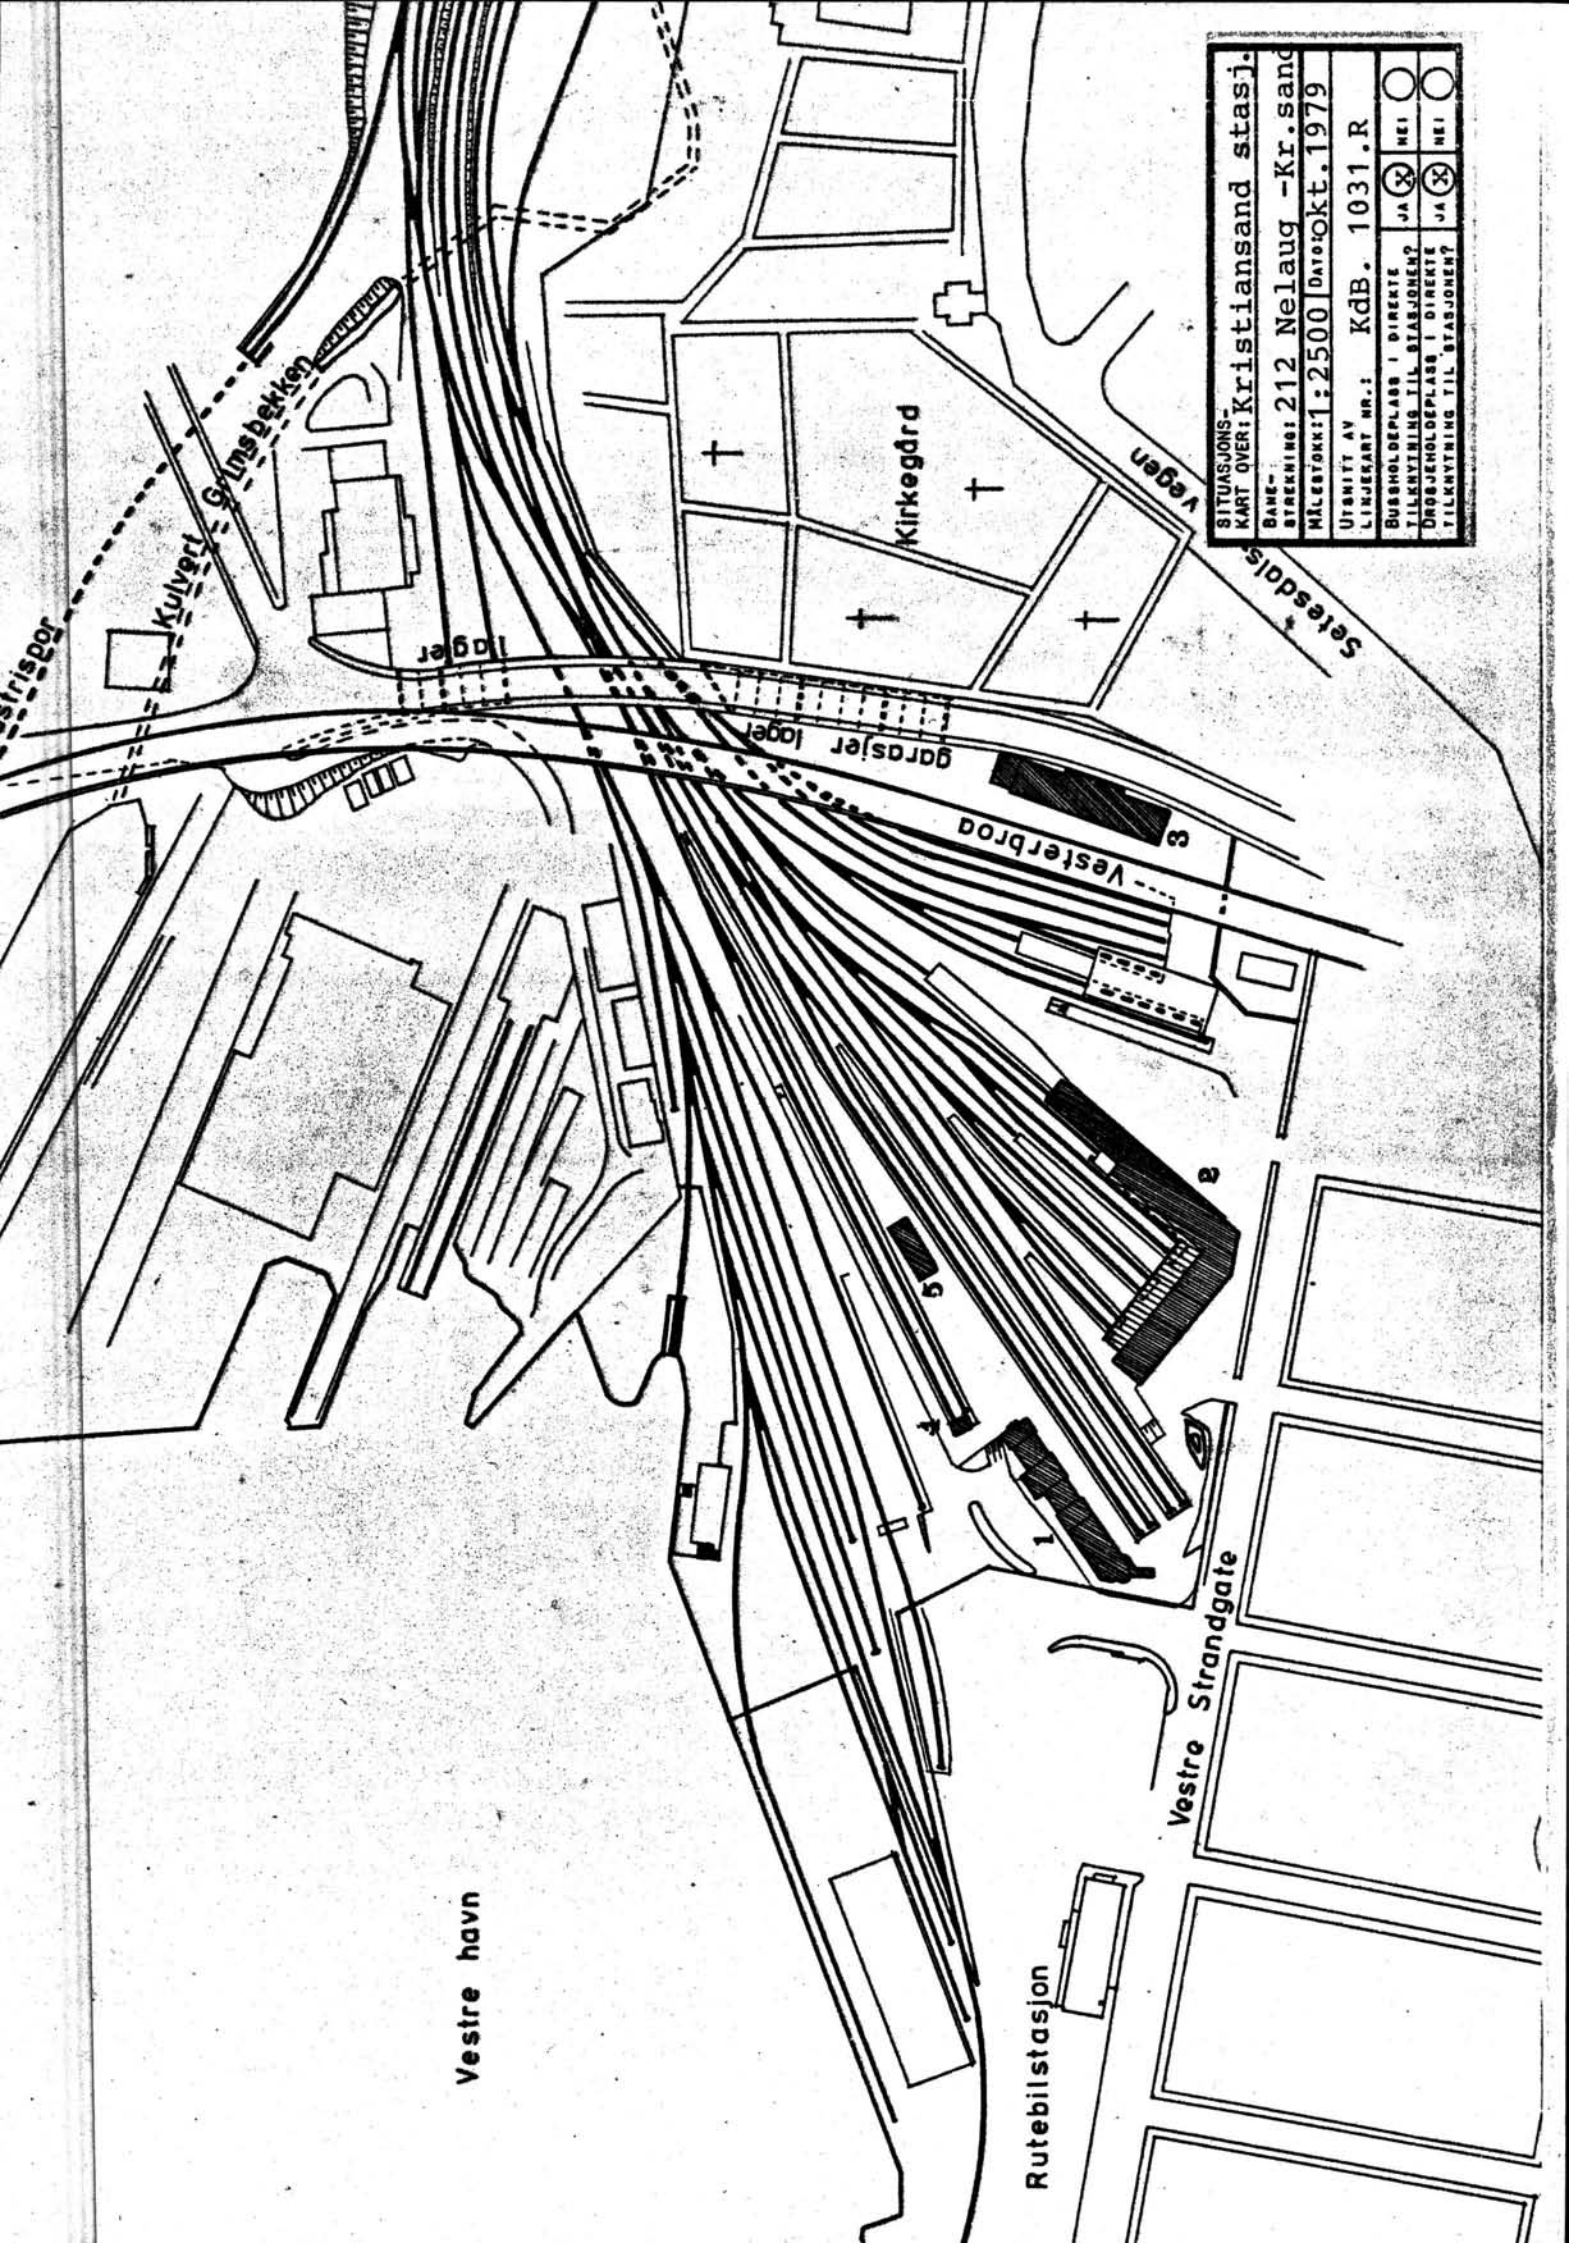 SITUASJONS-
KART OVER: Kristiansand stasj.
BANE-
STREKNING: 212 Nelaug -Kr.sand
MÅLESTOKK: 1:2500 DATO: Okt.1979
UTSNITT AV
LINJEKART NR.: KdB. 1031.R
BUSSHOLDEPLASS I DIREKTE
TILKNYTNING TIL STASJONEN? JA X NEI
DROSJEHOLDEPLASS I DIREKTE
TILKNYTNING TIL STASJONEN? JA X NEI
strispor
Kulvert Grimsbekken
lager
garasjer lager
Kirkegård
Setesdalsvegen
Vesterbroa
3
2
5
4
1
Vestre Strandgate
Vestre havn
Rutebilstasjon